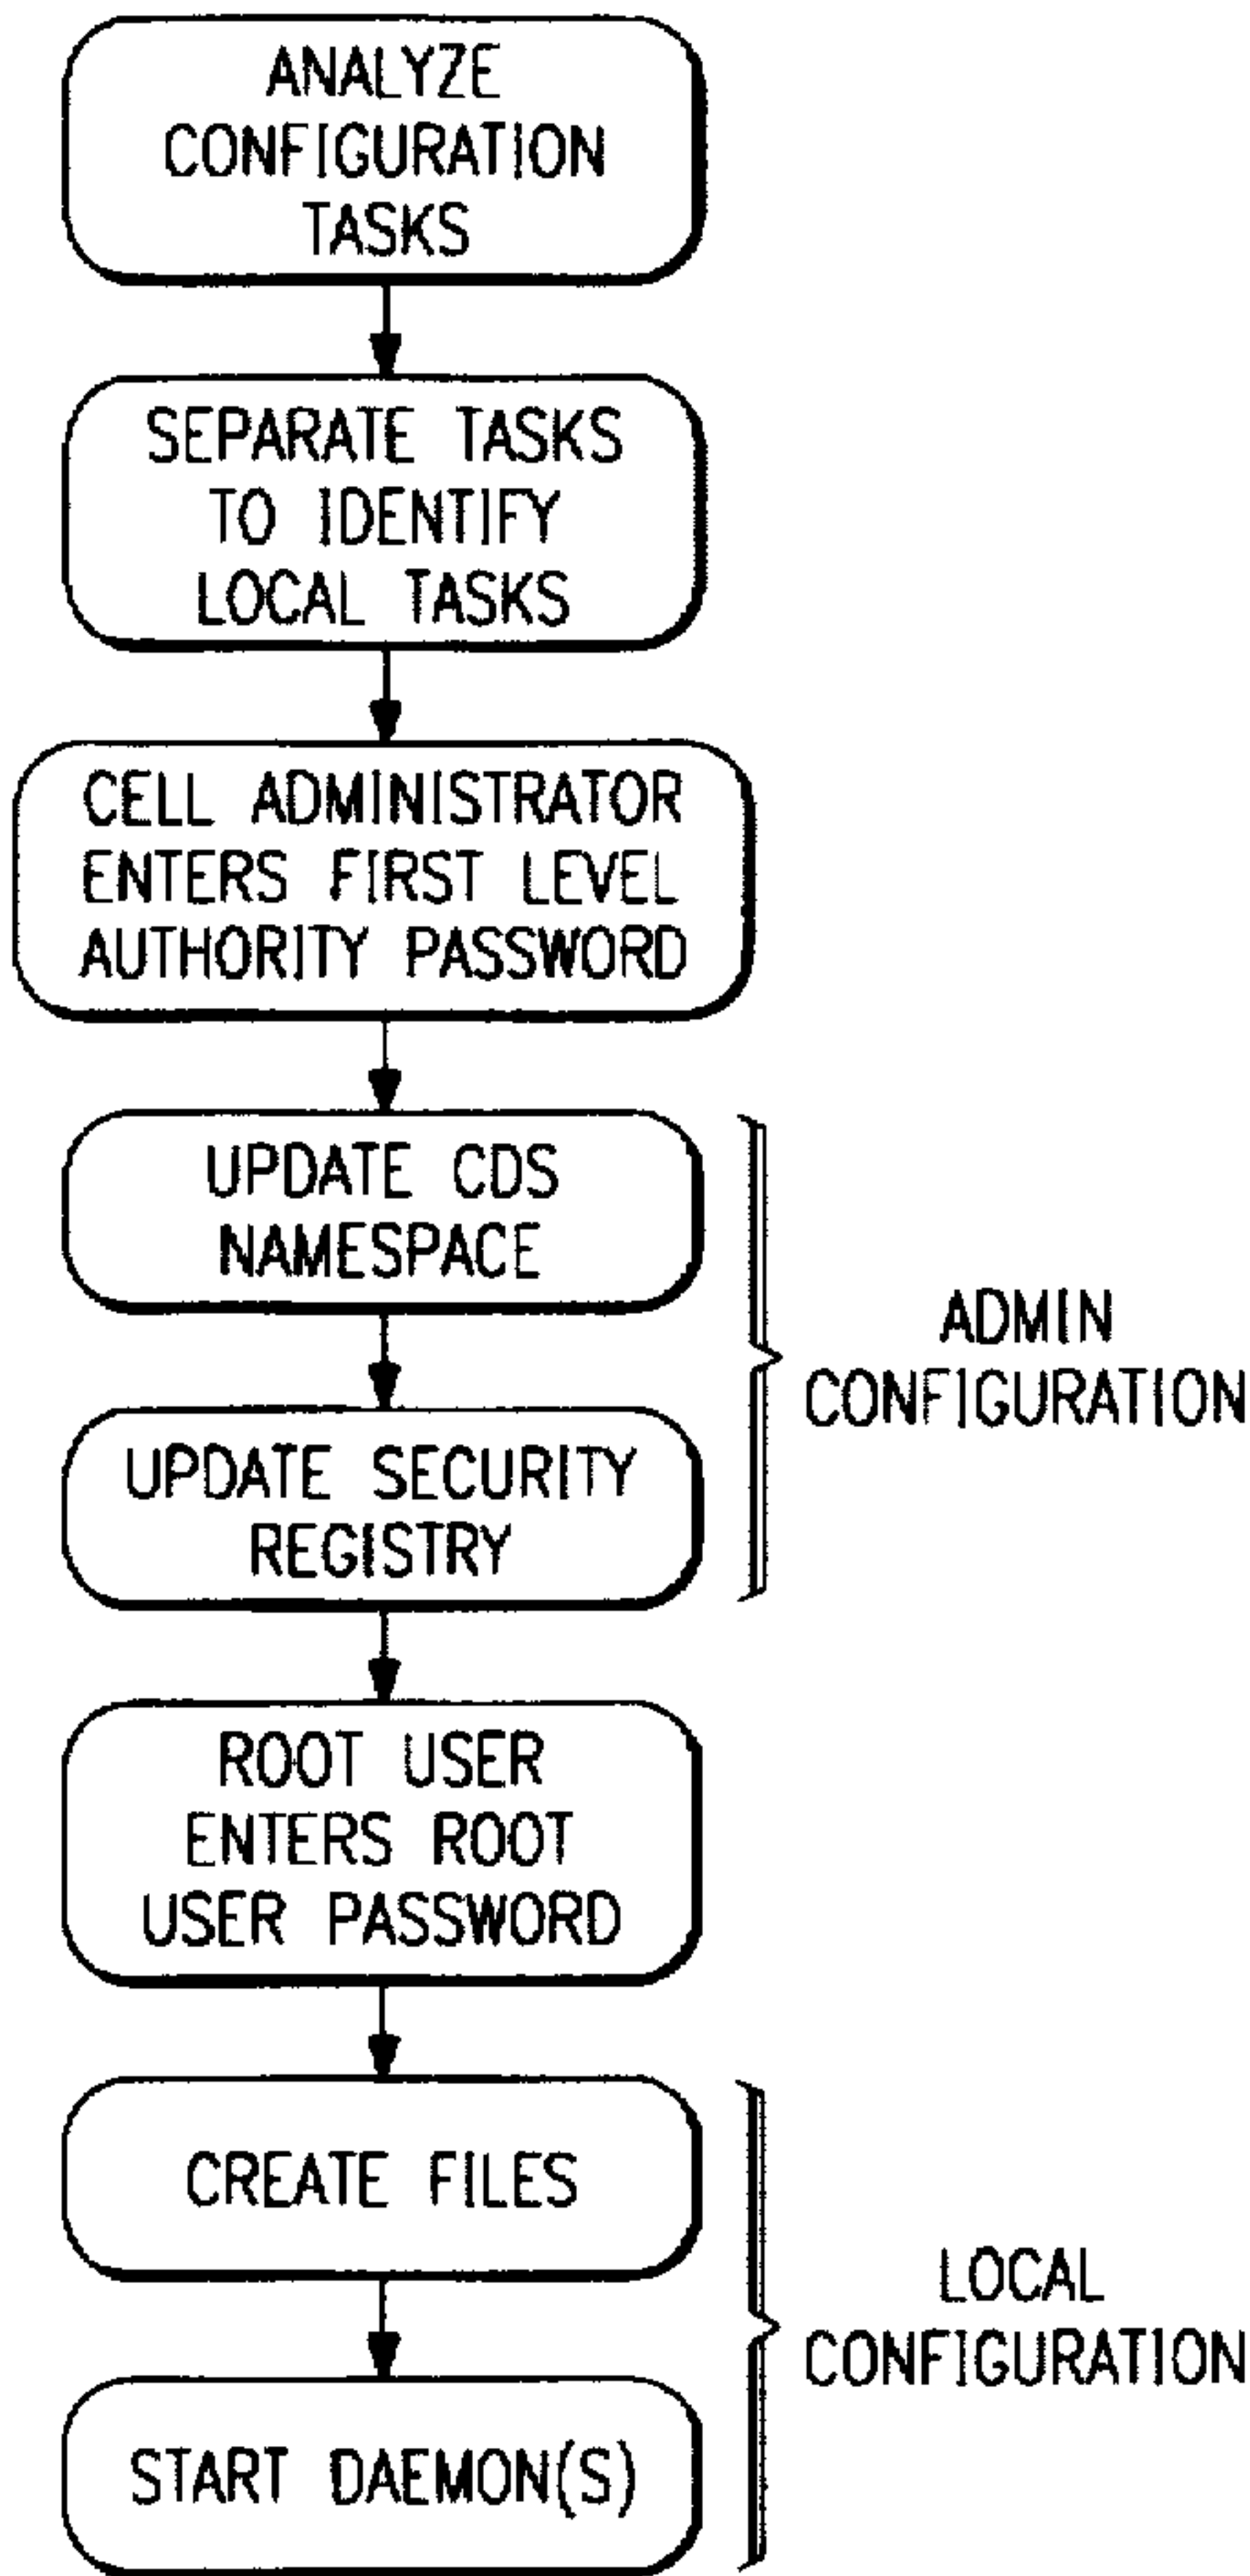 ANALYZE
CONFIGURATION
TASKS
SEPARATE TASKS
TO IDENTIFY
LOCAL TASKS
CELL ADMINISTRATOR
ENTERS FIRST LEVEL
AUTHORITY PASSWORD
UPDATE CDS
NAMESPACE
UPDATE SECURITY
REGISTRY
ADMIN
CONFIGURATION
ROOT USER
ENTERS ROOT
USER PASSWORD
CREATE FILES
START DAEMON(S)
LOCAL
CONFIGURATION